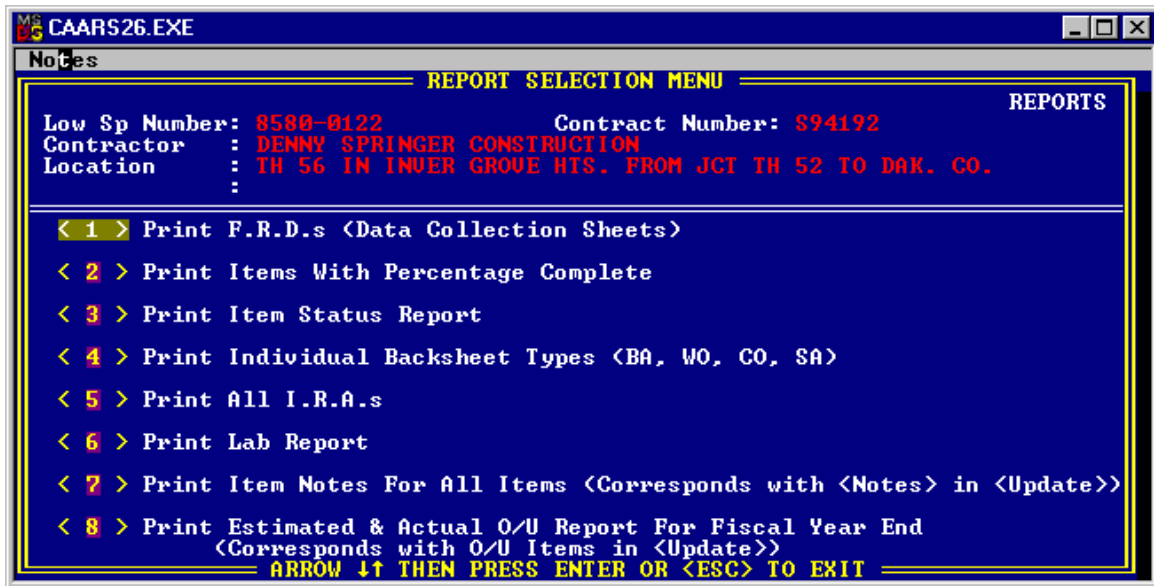 MS DS CAARS26.EXE
Notes
REPORT SELECTION MENU
REPORTS
Low Sp Number: 8580-0122 Contract Number: S94192
Contractor : DENNY SPRINGER CONSTRUCTION
Location : TH 56 IN INVER GROVE HTS. FROM JCT TH 52 TO DAK. CO.
:
< 1 > Print F.R.D.s (Data Collection Sheets)
< 2 > Print Items With Percentage Complete
< 3 > Print Item Status Report
< 4 > Print Individual Backsheet Types (BA, WO, CO, SA)
< 5 > Print All I.R.A.s
< 6 > Print Lab Report
< 7 > Print Item Notes For All Items (Corresponds with <Notes> in <Update>)
< 8 > Print Estimated & Actual O/U Report For Fiscal Year End
(Corresponds with O/U Items in <Update>)
ARROW ↓↑ THEN PRESS ENTER OR <ESC> TO EXIT